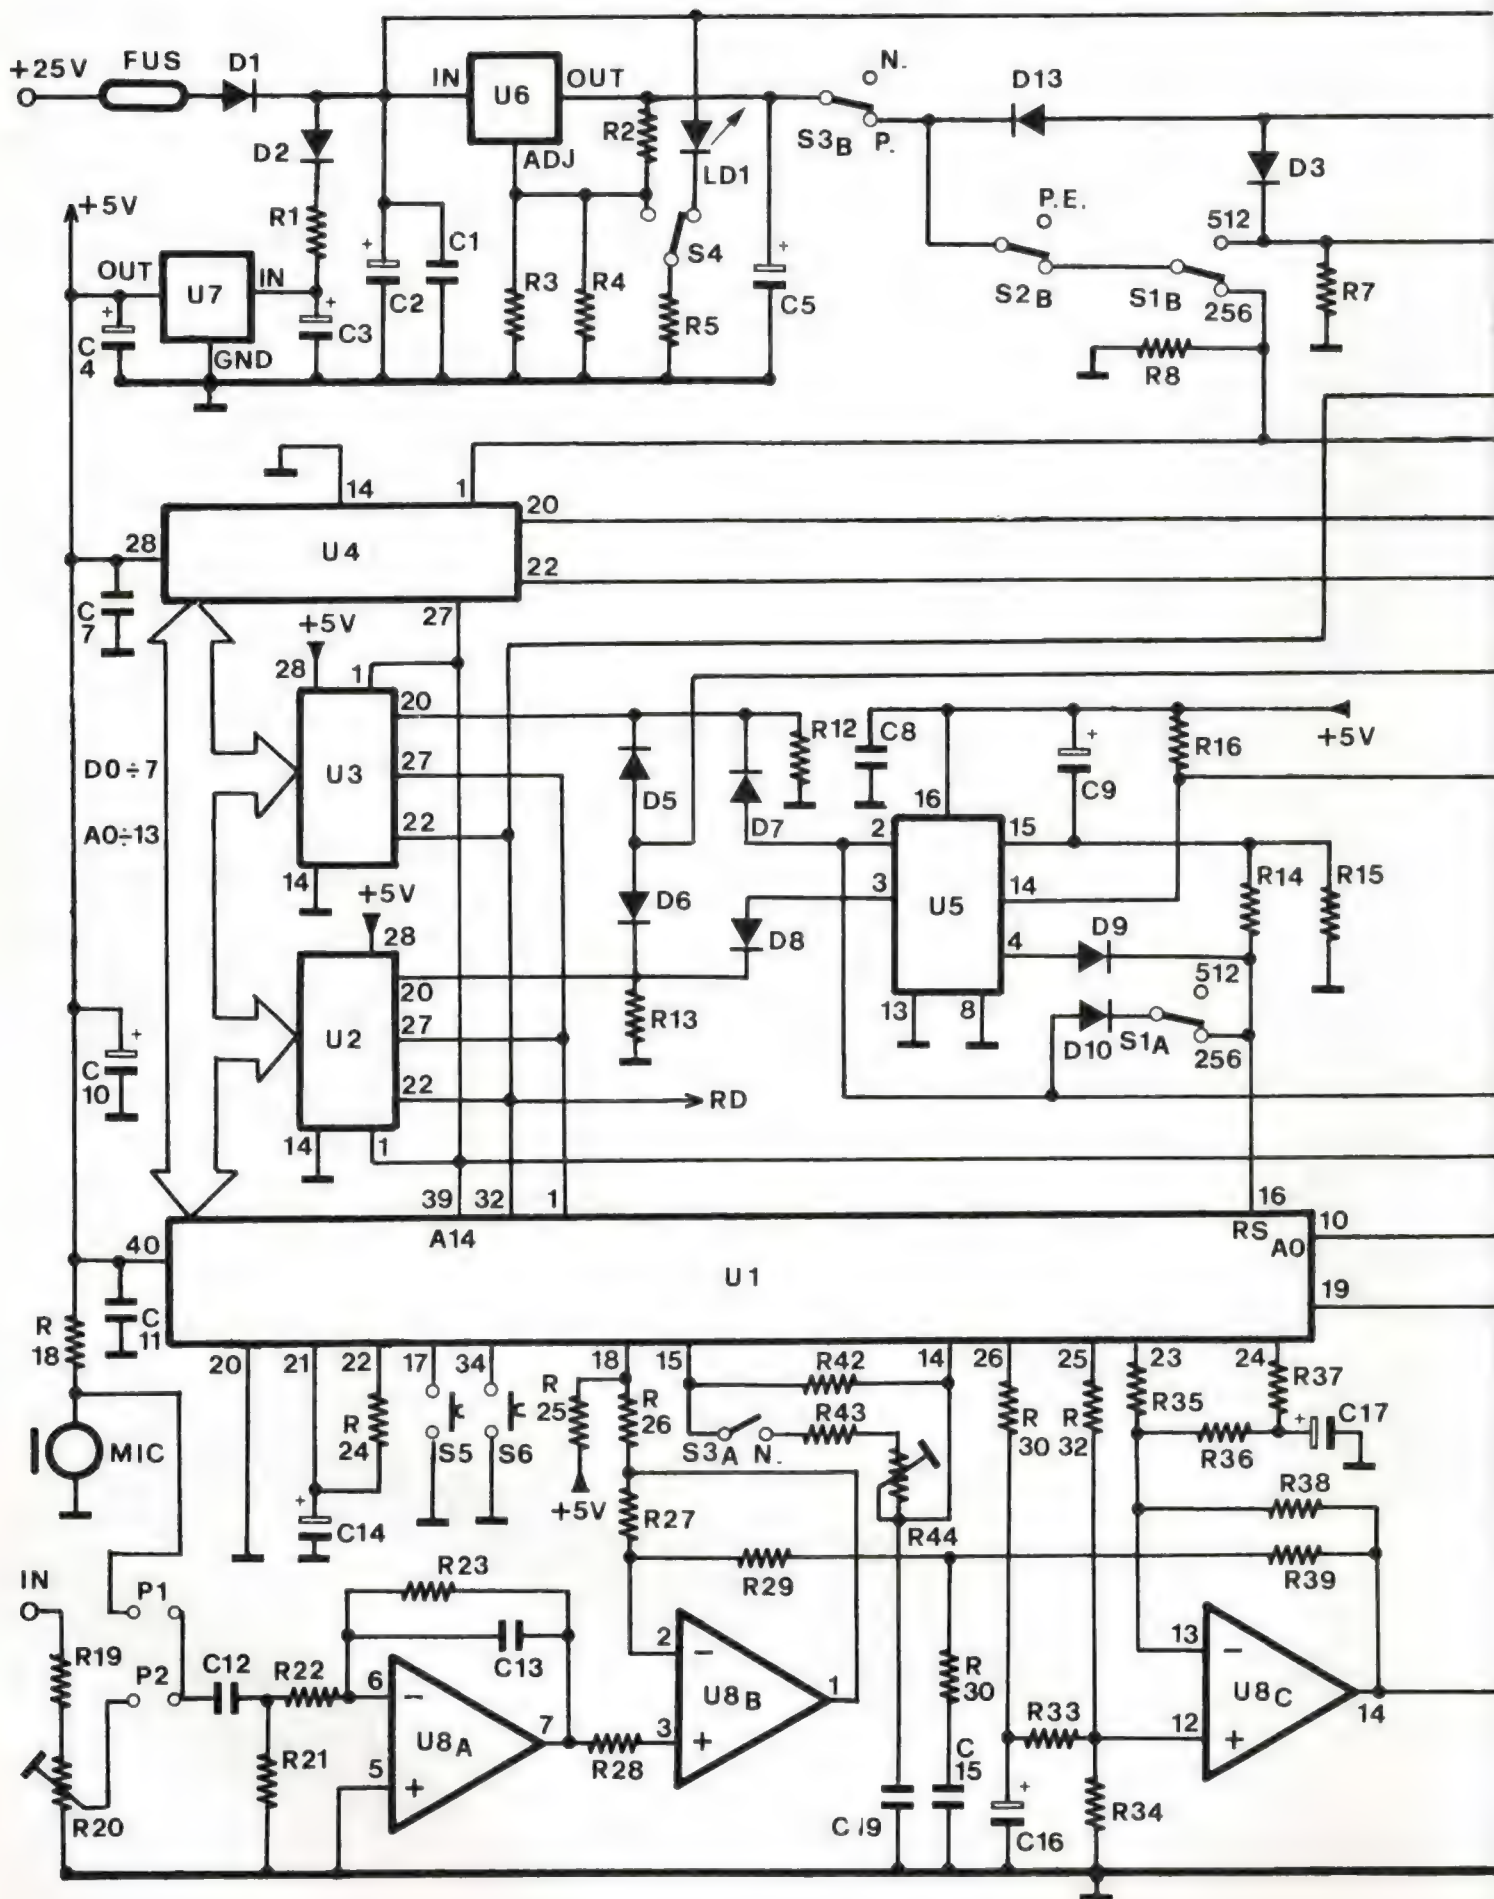 +25V FUS D1 IN U6 OUT N. D13
R2 S3B P.
D2 ADJ LD1 D3
+5V R1 P.E. 512
OUT U7 IN C2 C1 R3 R4 S4 C5 S2B S1B 256 R7
+ + + +
C4 GND C3 R5 R8
14 1 20
28 U4 22
C7 +5V 27
28 1 20 R12 C8 R16 +5V
D0÷7 U3 27 D5 D7 16 + C9
A0÷13 22 2 15
14 +5V D6 3 U5 14 R14 R15
28 20 D8 4 D9 512
U2 27 R13 13 8 D10 S1A 256
+ C10 22 RD
14 1
39 32 1 16
40 A14 RS A0 10
U1 19
R18 C11
20 21 22 17 34 18 15 R42 14 26 25 23 24 R37
R24 R25 R26 R43 R30 R32 R35 + C17
MIC S5 S6 S3A N. R36
+ C14 +5V R27 R44 R38
IN P1 R23 R29 R39
R19 P2 C12 R22 C13 2 − 1 R30 13 −
6 − U8B R33 U8C
U8A 7 3 + 12 + 14
R21 5 + R28 C15 +
R20 C19 C16 R34